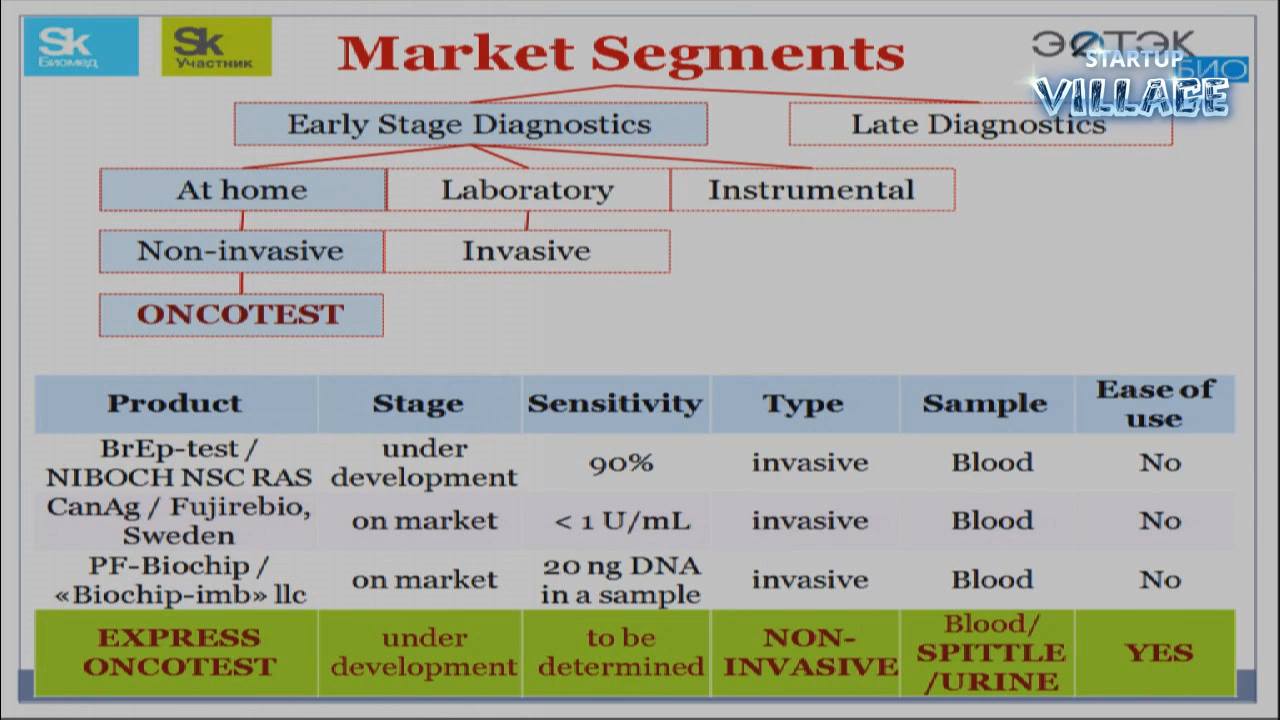 Sk
Биомед
Sk
Участник
Market Segments
ЭФТЭК
БИО
STARTUP
VILLAGE
Early Stage Diagnostics
Late Diagnostics
At home
Laboratory
Instrumental
Non-invasive
Invasive
ONCOTEST
Product
Stage
Sensitivity
Type
Sample
Ease of
use
BrEp-test /
NIBOCH NSC RAS
under
development
90%
invasive
Blood
No
CanAg / Fujirebio,
Sweden
on market
< 1 U/mL
invasive
Blood
No
PF-Biochip /
«Biochip-imb» llc
on market
20 ng DNA
in a sample
invasive
Blood
No
EXPRESS
ONCOTEST
under
development
to be
determined
NON-
INVASIVE
Blood/
SPITTLE
/URINE
YES